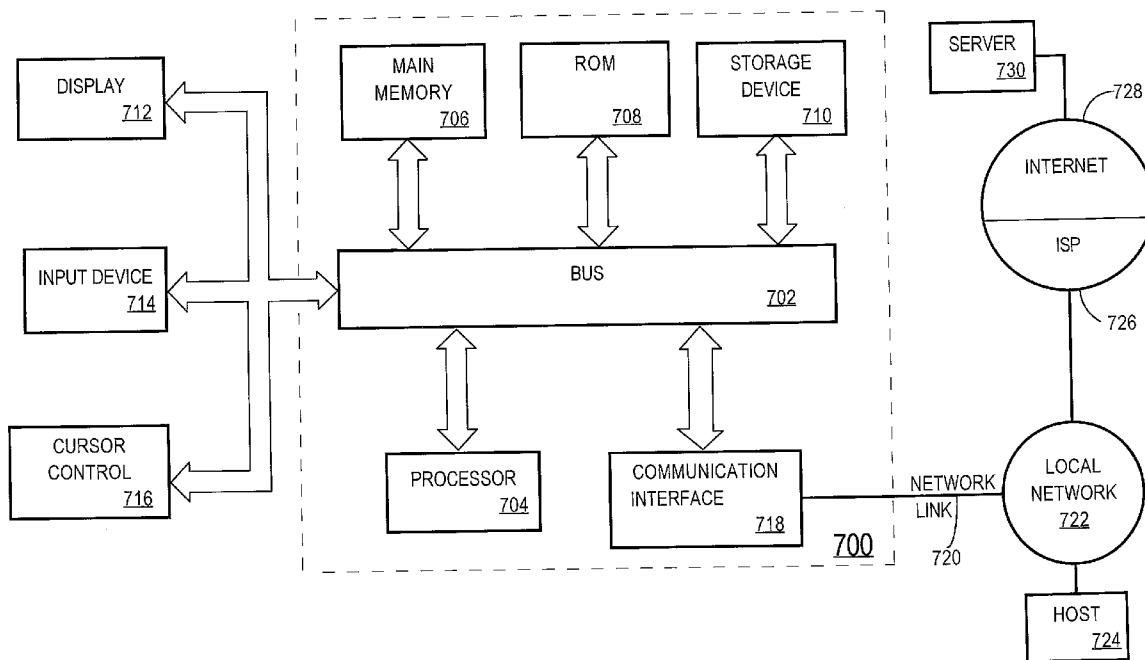 DISPLAY
712
INPUT DEVICE
714
CURSOR
CONTROL
716
MAIN
MEMORY
706
ROM
708
STORAGE
DEVICE
710
BUS
702
PROCESSOR
704
COMMUNICATION
INTERFACE
718
700
NETWORK
LINK
720
SERVER
730
728
INTERNET
ISP
726
LOCAL
NETWORK
722
HOST
724